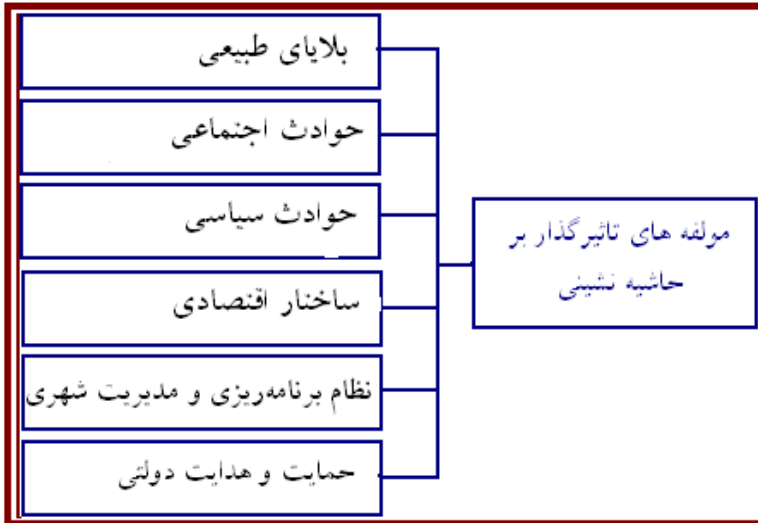 مولفه های تاثیرگذار بر
حاشیه نشینی
بلایای طبیعی
حوادث اجتماعی
حوادث سیاسی
ساختار اقتصادی
نظام برنامه‌ریزی و مدیریت شهری
حمایت و هدایت دولتی